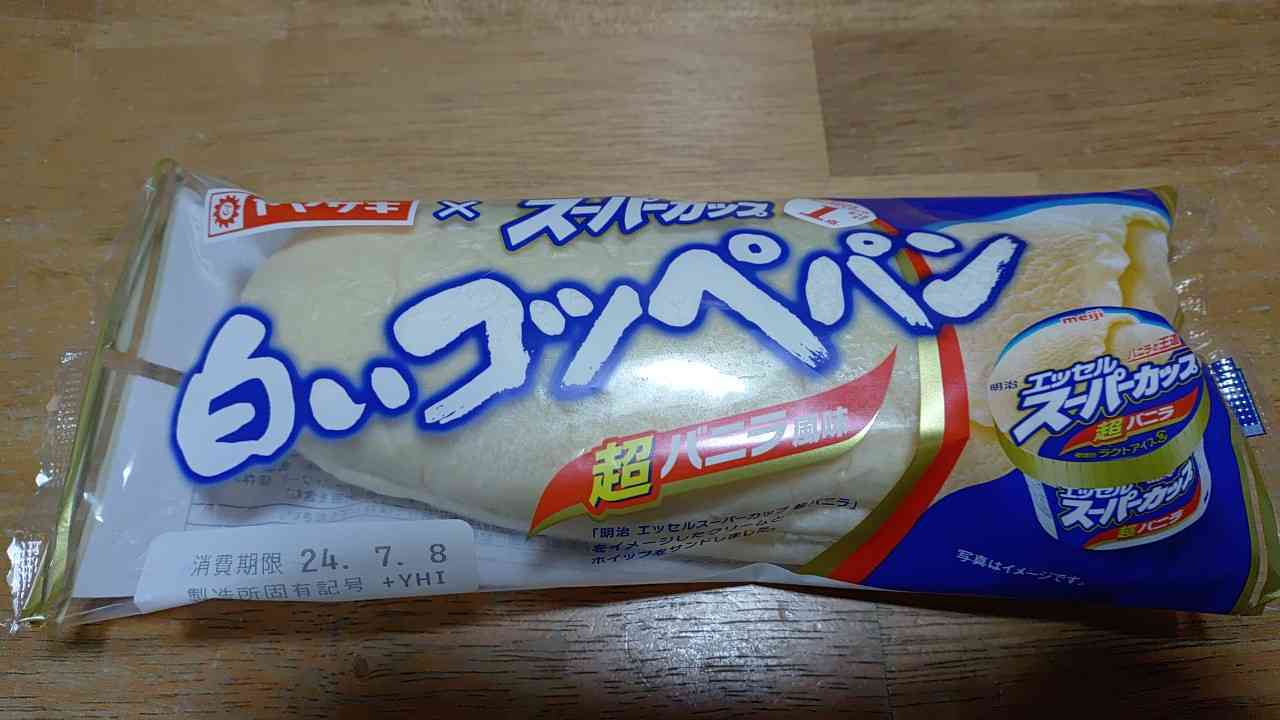 ヤマザキ × スーパーカップ
1点
白いコッペパン
超バニラ風味
「明治 エッセルスーパーカップ 超バニラ」
をイメージしたクリームと
ホイップをサンドしました。
meiji
明治 エッセル
スーパーカップ
超バニラ
ラクトアイス
エッセル
スーパーカップ
超バニラ
写真はイメージです。
消費期限 24. 7. 8
製造所固有記号 +YHI